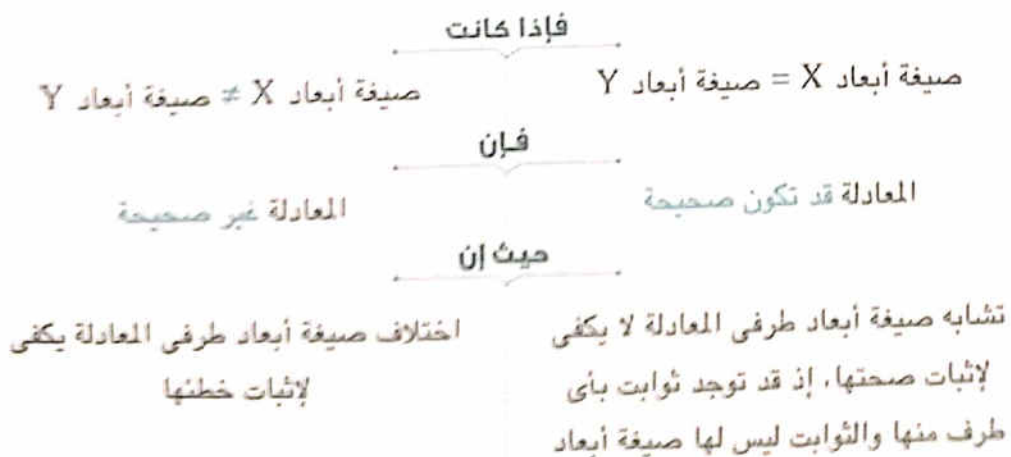 فإذا كانت
صيغة أبعاد X = صيغة أبعاد Y
صيغة أبعاد X ≠ صيغة أبعاد Y
فإن
المعادلة قد تكون صحيحة
المعادلة غير صحيحة
حيث إن
تشابه صيغة أبعاد طرفى المعادلة لا يكفى
لإثبات صحتها، إذ قد توجد ثوابت بأى
طرف منها والثوابت ليس لها صيغة أبعاد
اختلاف صيغة أبعاد طرفى المعادلة يكفى
لإثبات خطئها